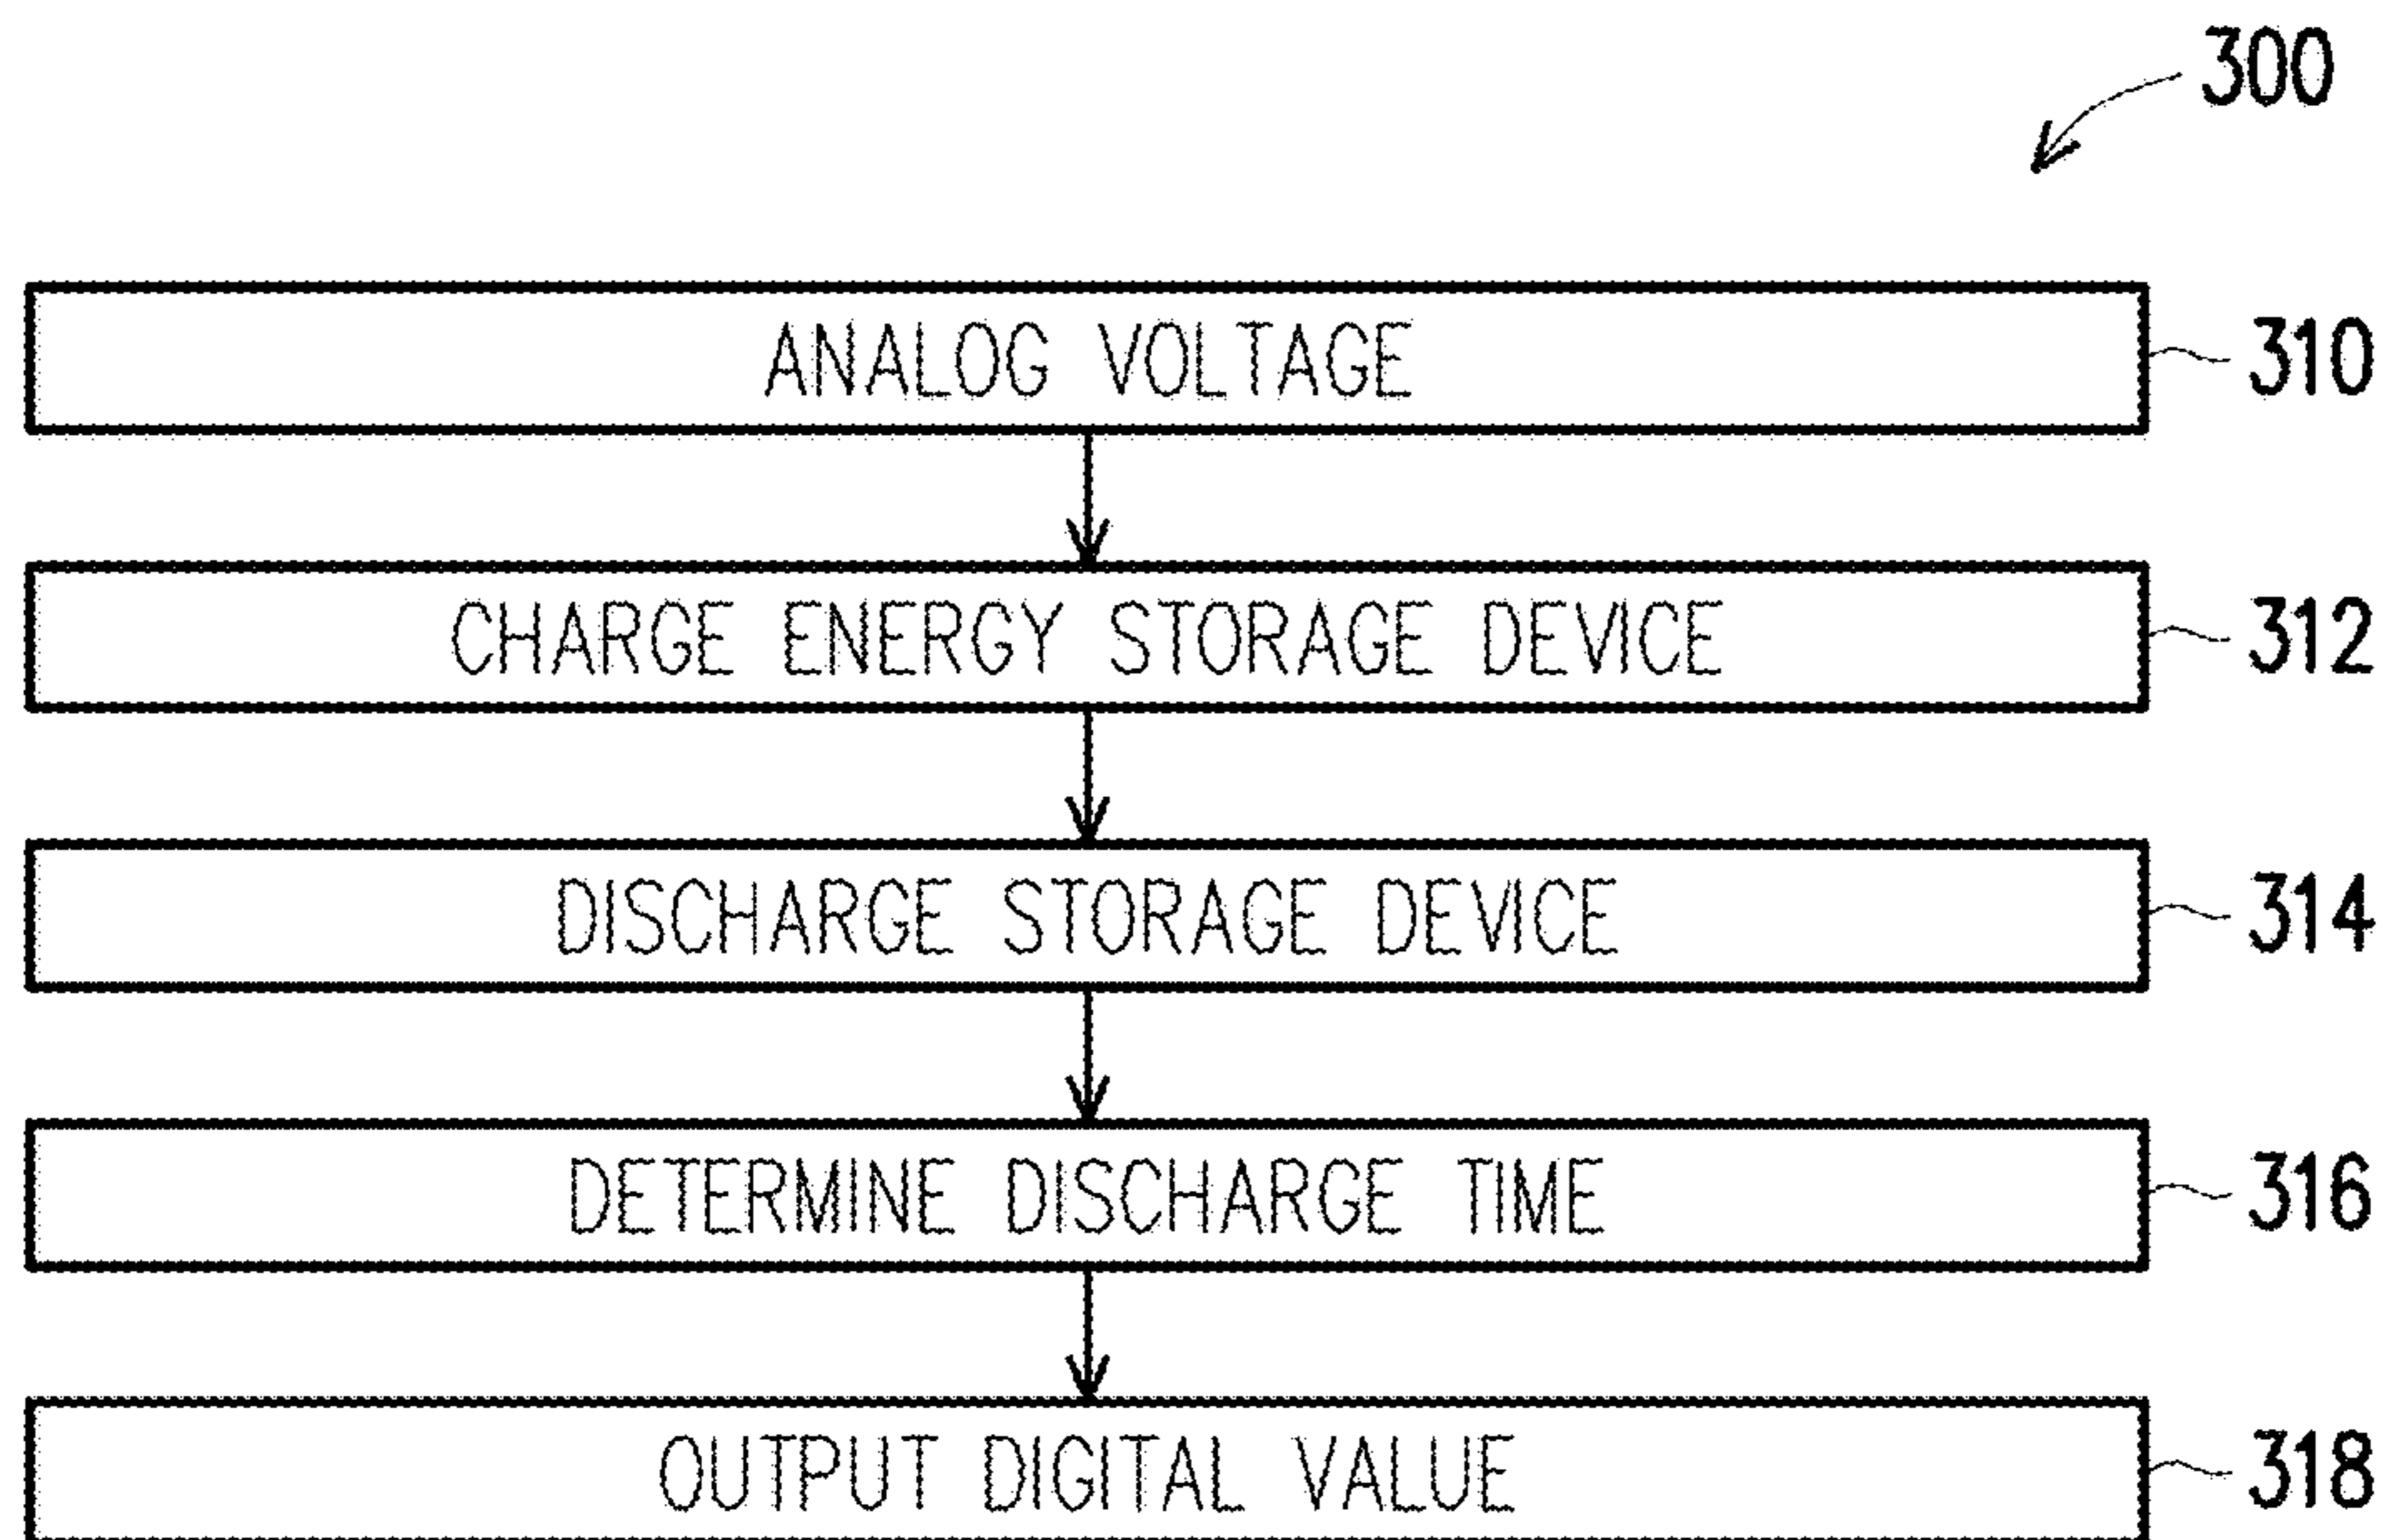 300
ANALOG VOLTAGE 310
CHARGE ENERGY STORAGE DEVICE 312
DISCHARGE STORAGE DEVICE 314
DETERMINE DISCHARGE TIME 316
OUTPUT DIGITAL VALUE 318